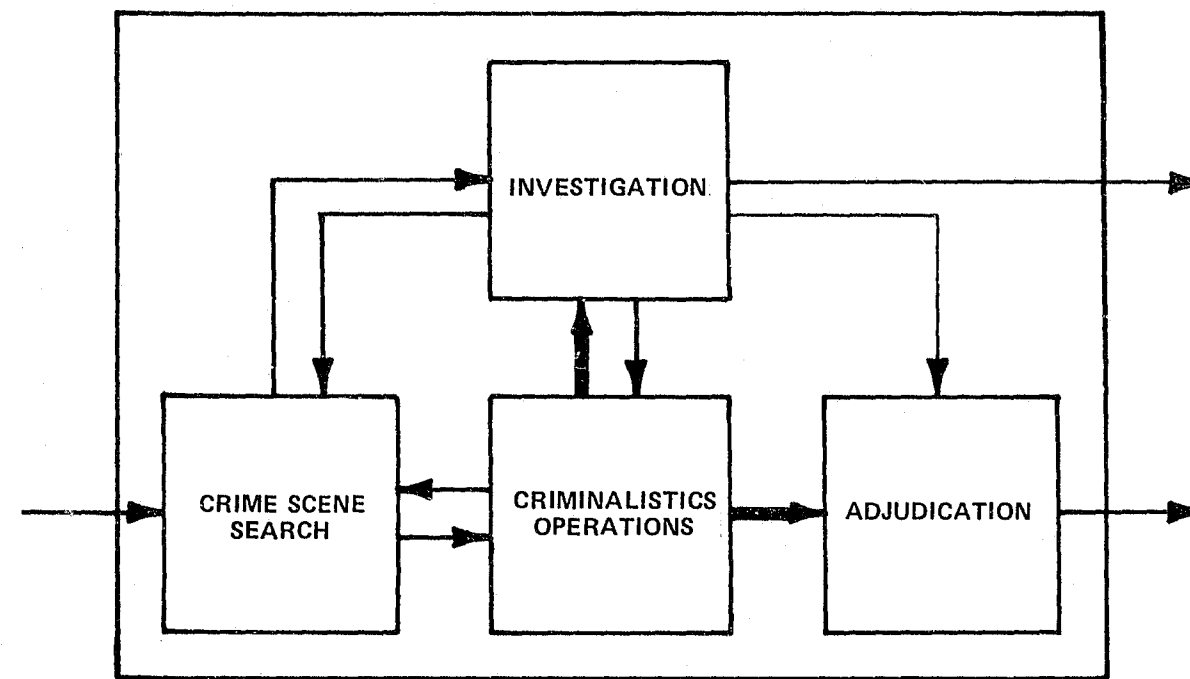 INVESTIGATION
CRIME SCENE
SEARCH
CRIMINALISTICS
OPERATIONS
ADJUDICATION